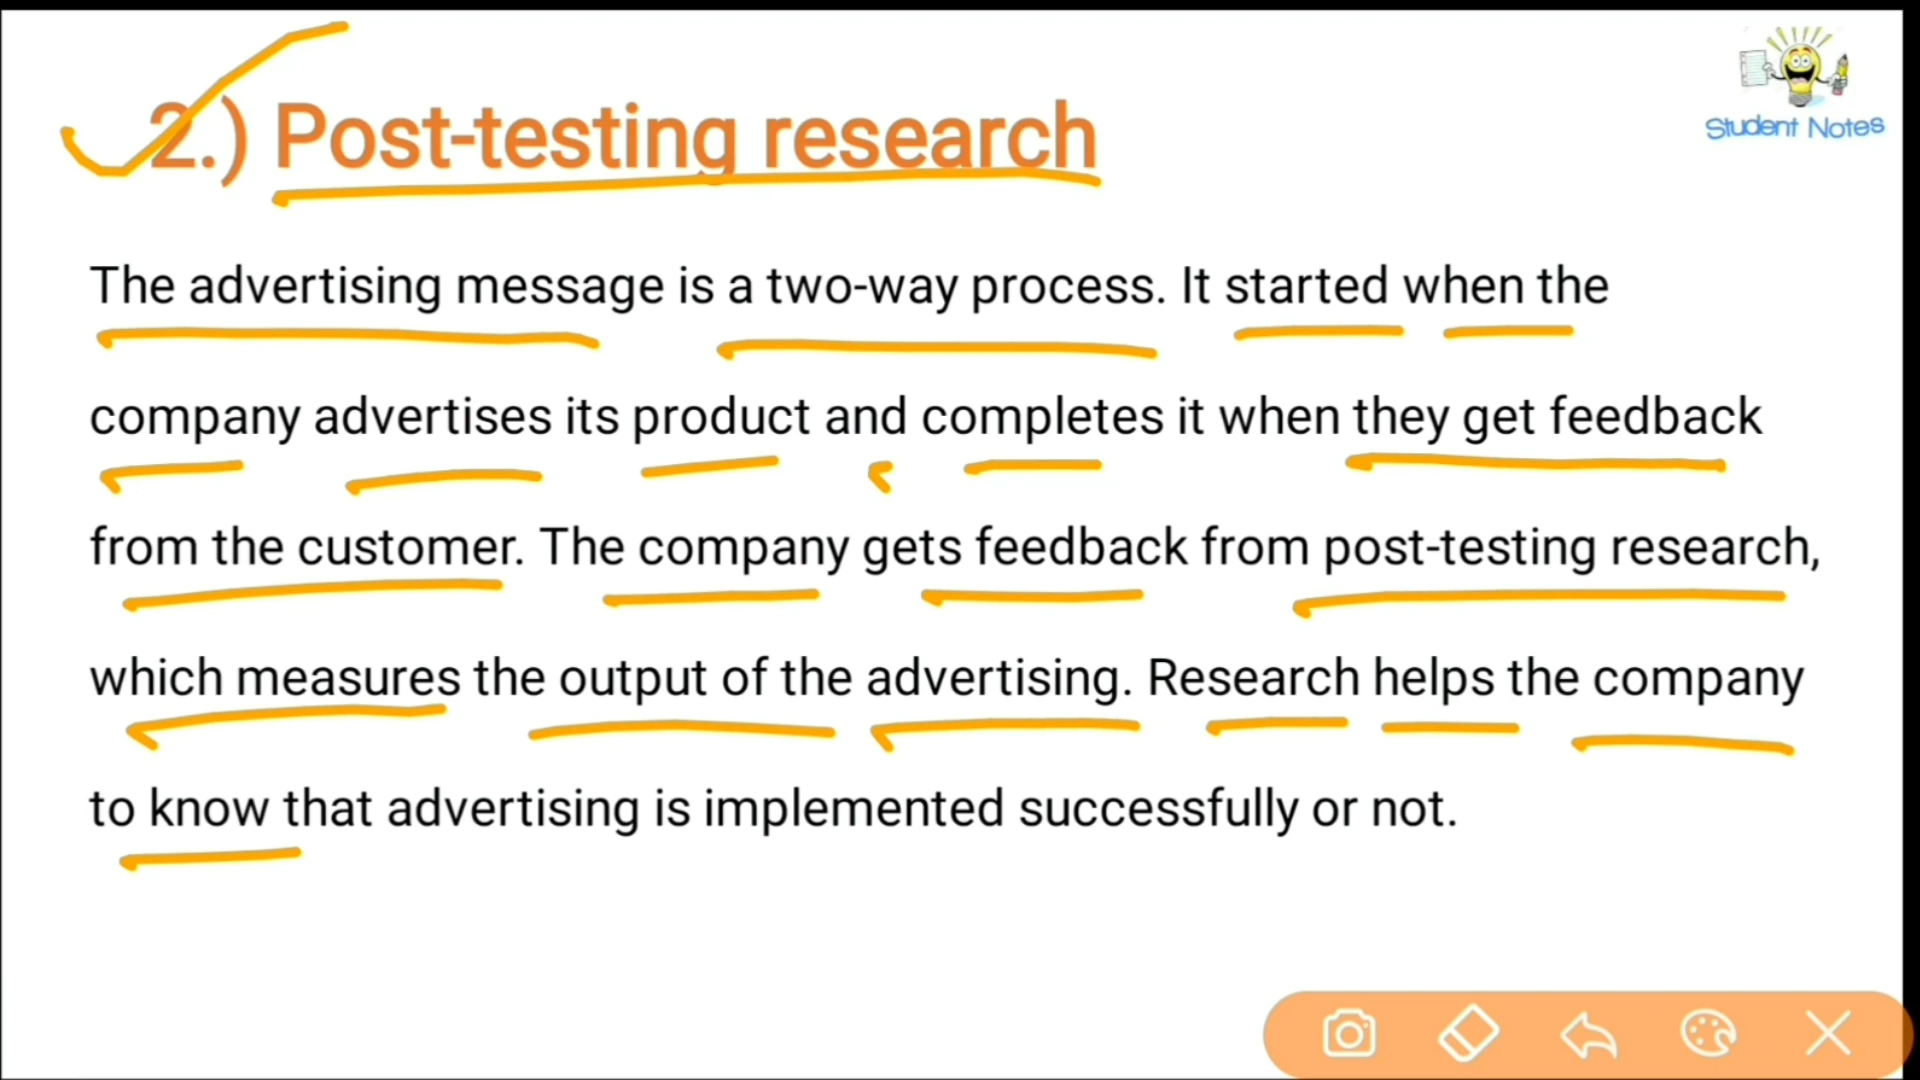 2.) Post-testing research
Student Notes
The advertising message is a two-way process. It started when the
company advertises its product and completes it when they get feedback
from the customer. The company gets feedback from post-testing research,
which measures the output of the advertising. Research helps the company
to know that advertising is implemented successfully or not.